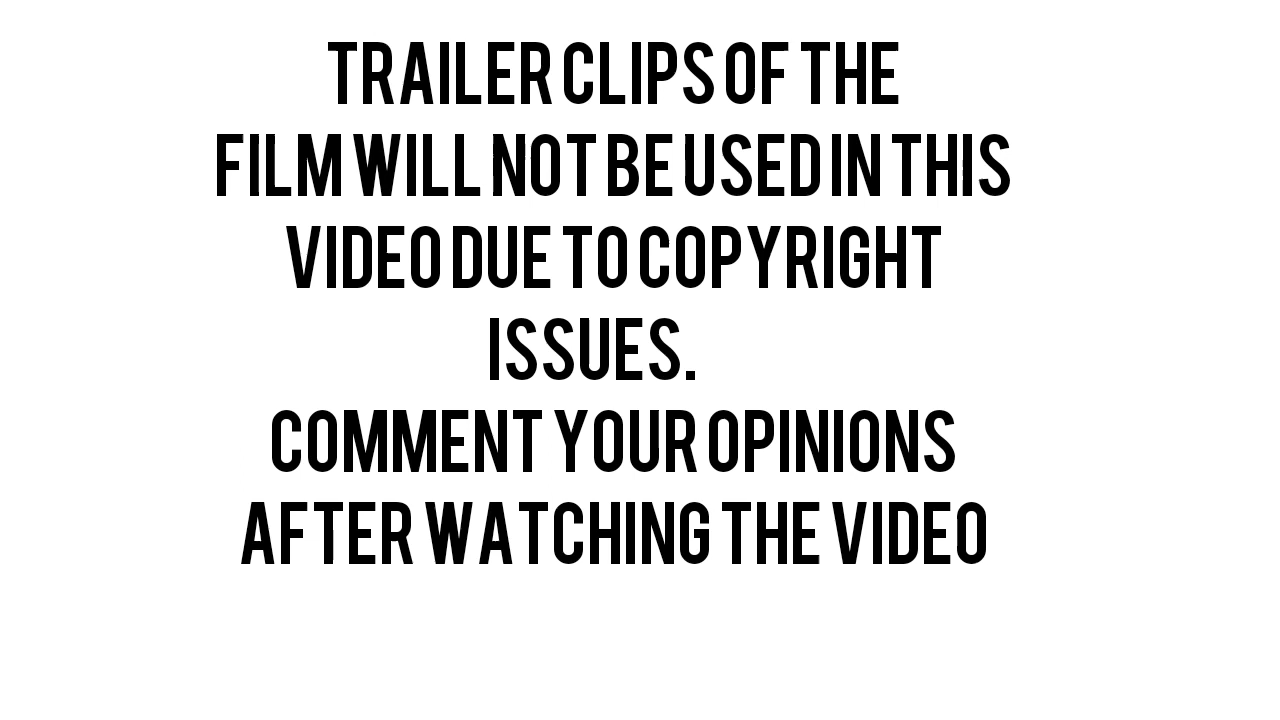 TRAILER CLIPS OF THE
FILM WILL NOT BE USED IN THIS
VIDEO DUE TO COPYRIGHT
ISSUES.
COMMENT YOUR OPINIONS
AFTER WATCHING THE VIDEO